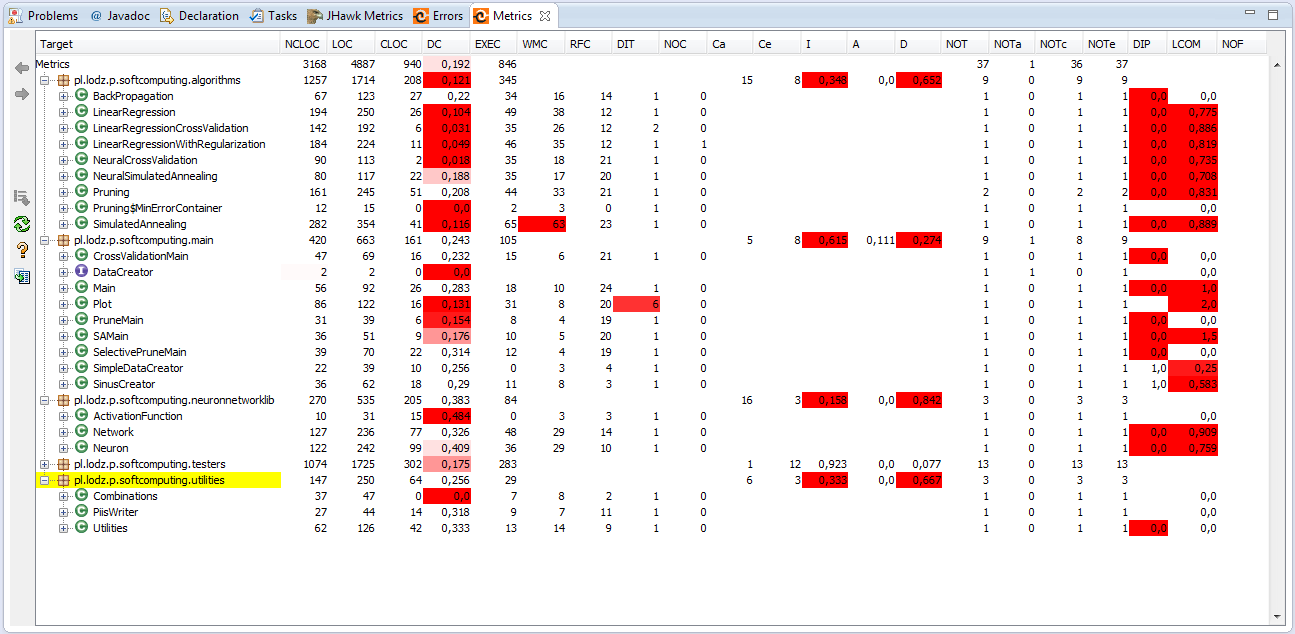 Problems @ Javadoc Declaration Tasks JHawk Metrics Errors Metrics
Target NCLOC LOC CLOC DC EXEC WMC RFC DIT NOC Ca Ce I A D NOT NOTa NOTc NOTe DIP LCOM NOF
Metrics 3168 4887 940 0,192 846 37 1 36 37
pl.lodz.p.softcomputing.algorithms 1257 1714 208 0,121 345 15 8 0,348 0,0 0,652 9 0 9 9
BackPropagation 67 123 27 0,22 34 16 14 1 0 1 0 1 1 0,0 0,0
LinearRegression 194 250 26 0,104 49 38 12 1 0 1 0 1 1 0,0 0,775
LinearRegressionCrossValidation 142 192 6 0,031 35 26 12 2 0 1 0 1 1 0,0 0,886
LinearRegressionWithRegularization 184 224 11 0,049 46 35 12 1 1 1 0 1 1 0,0 0,819
NeuralCrossValidation 90 113 2 0,018 35 18 21 1 0 1 0 1 1 0,0 0,735
NeuralSimulatedAnnealing 80 117 22 0,188 35 17 20 1 0 1 0 1 1 0,0 0,708
Pruning 161 245 51 0,208 44 33 21 1 0 2 0 2 2 0,0 0,831
Pruning$MinErrorContainer 12 15 0 0,0 2 3 0 1 0 1 0 1 1 0,0
SimulatedAnnealing 282 354 41 0,116 65 63 23 1 0 1 0 1 1 0,0 0,889
pl.lodz.p.softcomputing.main 420 663 161 0,243 105 5 8 0,615 0,111 0,274 9 1 8 9
CrossValidationMain 47 69 16 0,232 15 6 21 1 0 1 0 1 1 0,0 0,0
DataCreator 2 2 0 0,0 1 1 0 1 0,0
Main 56 92 26 0,283 18 10 24 1 0 1 0 1 1 0,0 1,0
Plot 86 122 16 0,131 31 8 20 6 0 1 0 1 1 2,0
PruneMain 31 39 6 0,154 8 4 19 1 0 1 0 1 1 0,0 0,0
SAMain 36 51 9 0,176 10 5 20 1 0 1 0 1 1 0,0 1,5
SelectivePruneMain 39 70 22 0,314 12 4 19 1 0 1 0 1 1 0,0 0,0
SimpleDataCreator 22 39 10 0,256 0 3 4 1 0 1 0 1 1 1,0 0,25
SinusCreator 36 62 18 0,29 11 8 3 1 0 1 0 1 1 1,0 0,583
pl.lodz.p.softcomputing.neuronnetworklib 270 535 205 0,383 84 16 3 0,158 0,0 0,842 3 0 3 3
ActivationFunction 10 31 15 0,484 0 3 3 1 0 1 0 1 1 0,0
Network 127 236 77 0,326 48 29 14 1 0 1 0 1 1 0,0 0,909
Neuron 122 242 99 0,409 36 29 10 1 0 1 0 1 1 0,0 0,759
pl.lodz.p.softcomputing.testers 1074 1725 302 0,175 283 1 12 0,923 0,0 0,077 13 0 13 13
pl.lodz.p.softcomputing.utilities 147 250 64 0,256 29 6 3 0,333 0,0 0,667 3 0 3 3
Combinations 37 47 0 0,0 7 8 2 1 0 1 0 1 1 0,0
PiisWriter 27 44 14 0,318 9 7 11 1 0 1 0 1 1 0,0
Utilities 62 126 42 0,333 13 14 9 1 0 1 0 1 1 0,0 0,0